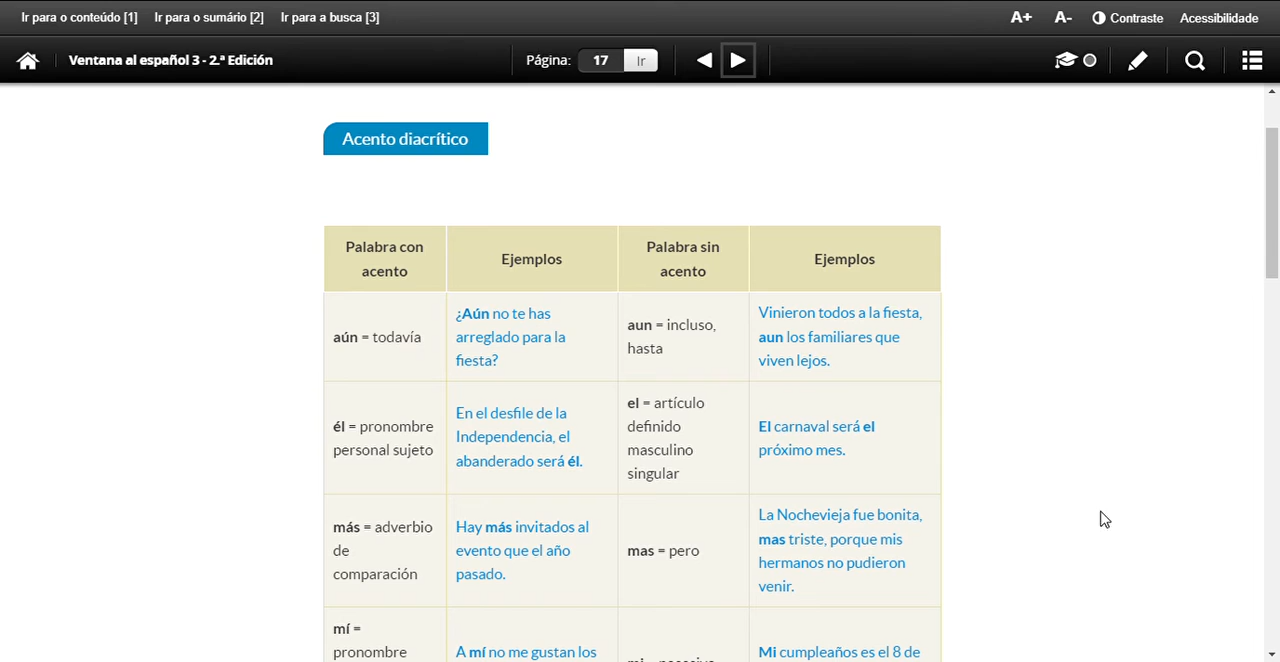 Ir para o conteúdo [1] Ir para o sumário [2] Ir para a busca [3] A+ A- Contraste Acessibilidade
Ventana al español 3 - 2.ª Edición Página: 17 Ir
Acento diacrítico
Palabra con
acento
Ejemplos
Palabra sin
acento
Ejemplos
aún = todavía
¿Aún no te has
arreglado para la
fiesta?
aun = incluso,
hasta
Vinieron todos a la fiesta,
aun los familiares que
viven lejos.
él = pronombre
personal sujeto
En el desfile de la
Independencia, el
abanderado será él.
el = artículo
definido
masculino
singular
El carnaval será el
próximo mes.
más = adverbio
de
comparación
Hay más invitados al
evento que el año
pasado.
mas = pero
La Nochevieja fue bonita,
mas triste, porque mis
hermanos no pudieron
venir.
mí =
pronombre
A mí no me gustan los
Mi cumpleaños es el 8 de